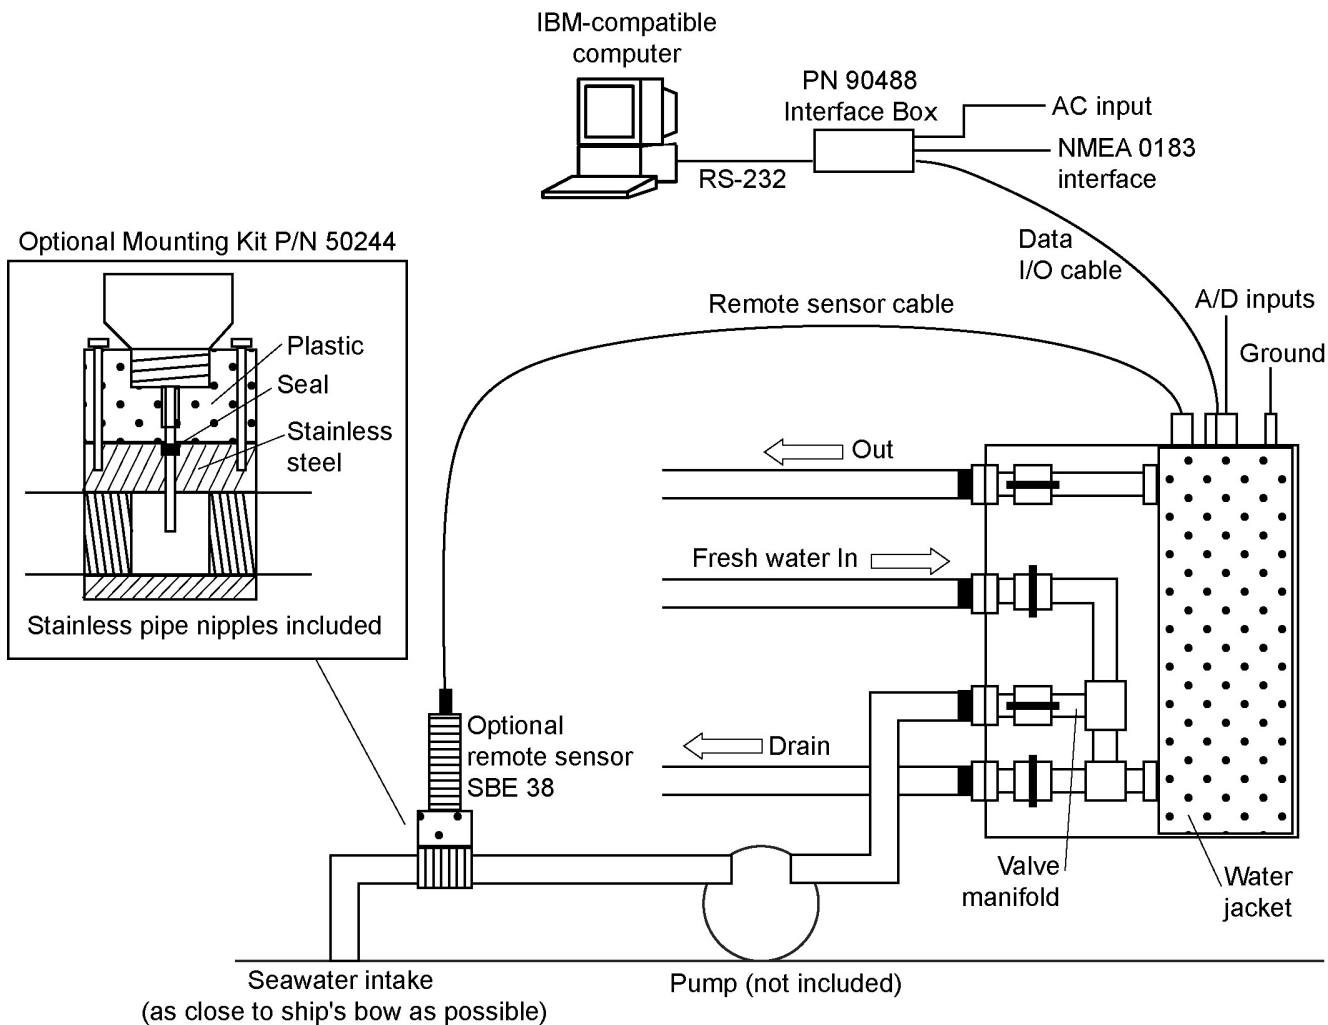 IBM-compatible
computer
PN 90488
Interface Box
AC input
NMEA 0183
interface
RS-232
Data
I/O cable
Optional Mounting Kit P/N 50244
Plastic
Seal
Stainless
steel
Stainless pipe nipples included
Remote sensor cable
A/D inputs
Ground
Out
Fresh water In
Optional
remote sensor
SBE 38
Drain
Valve
manifold
Water
jacket
Seawater intake
(as close to ship's bow as possible)
Pump (not included)